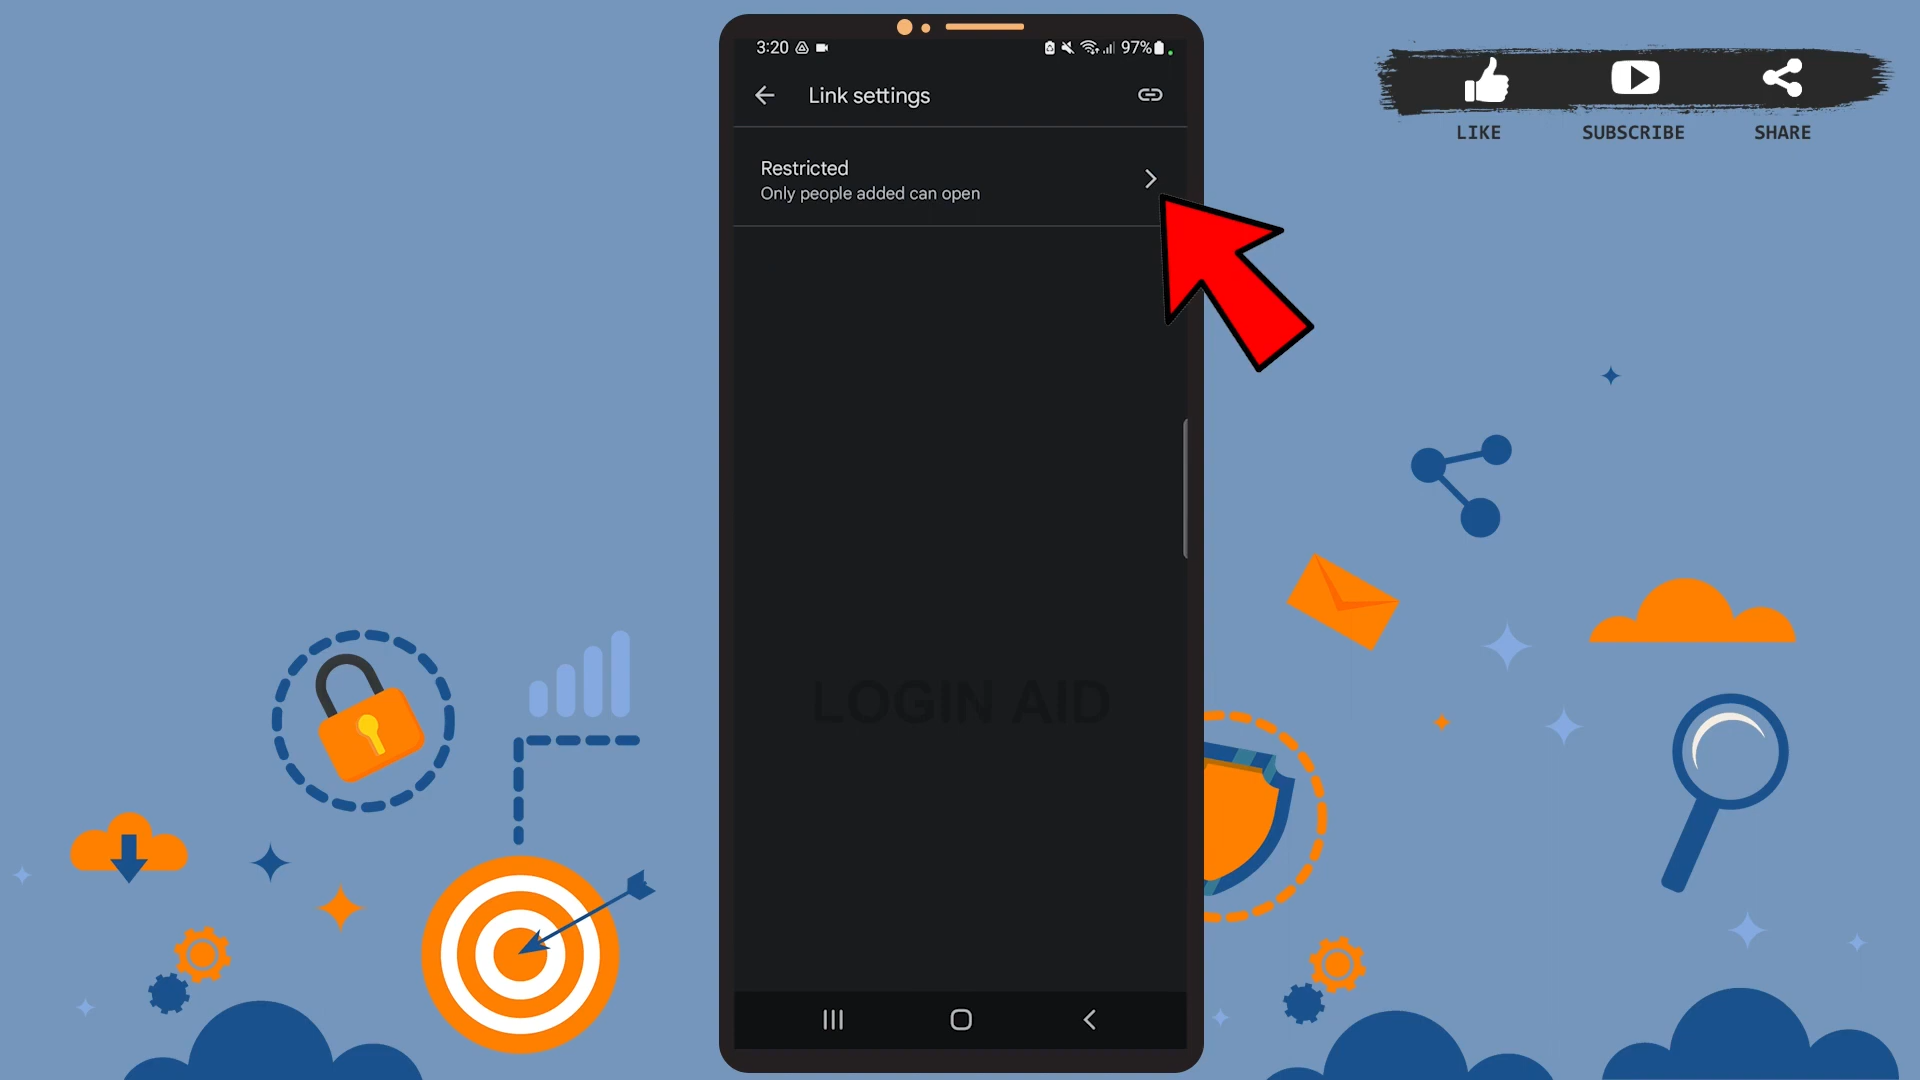 3:20
97%
Link settings
Restricted
Only people added can open
LOGIN AID
LIKE
SUBSCRIBE
SHARE